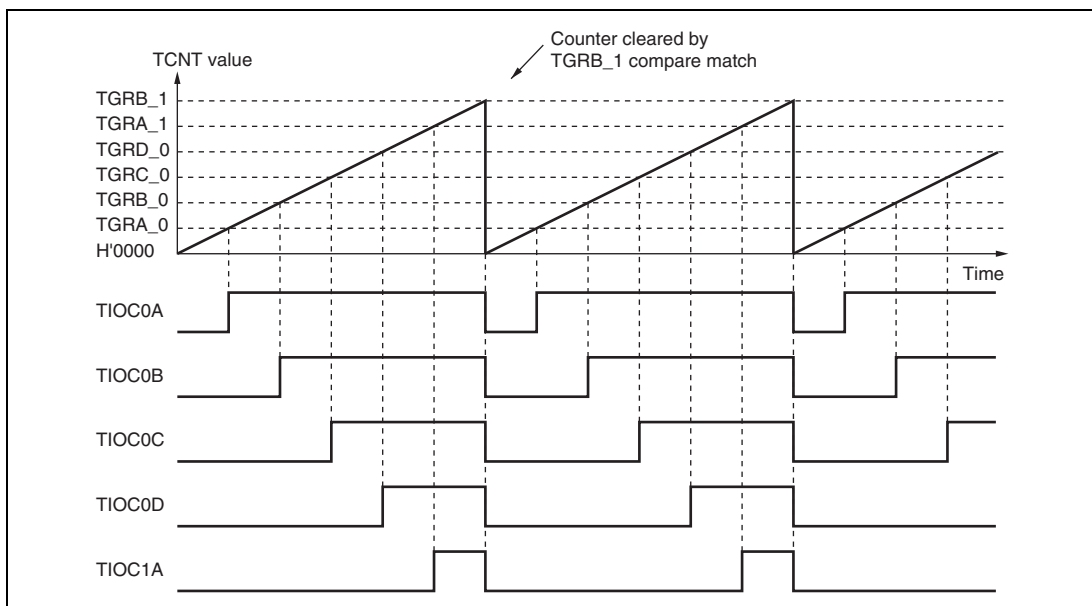 Counter cleared by
TGRB_1 compare match
TCNT value
TGRB_1
TGRA_1
TGRD_0
TGRC_0
TGRB_0
TGRA_0
H'0000
Time
TIOC0A
TIOC0B
TIOC0C
TIOC0D
TIOC1A